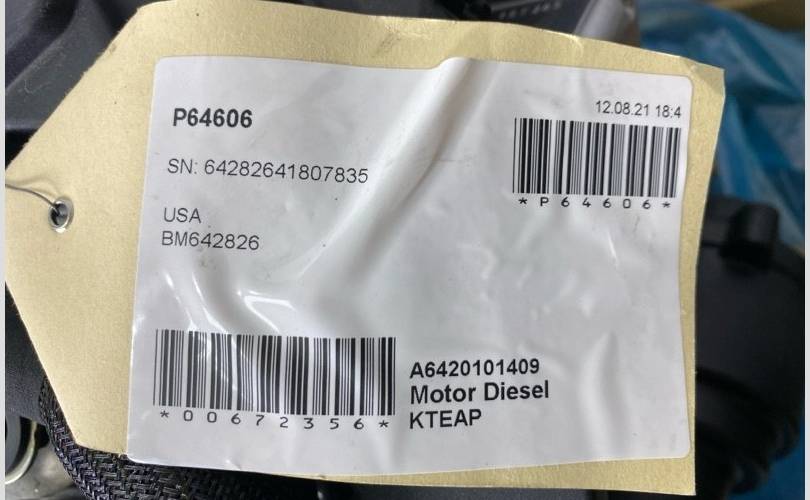 P64606
12.08.21 18:4
*P64606*
SN: 64282641807835
USA
BM642826
*00672356*
A6420101409
Motor Diesel
KTEAP